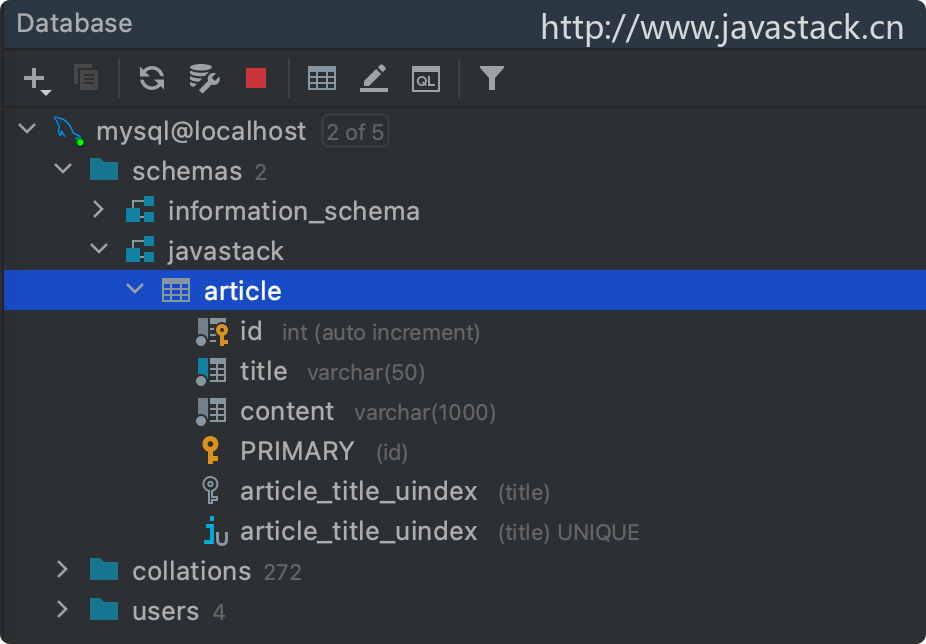 Database http://www.javastack.cn
QL
mysql@localhost 2 of 5
schemas 2
information_schema
javastack
article
id int (auto increment)
title varchar(50)
content varchar(1000)
PRIMARY (id)
article_title_uindex (title)
article_title_uindex (title) UNIQUE
collations 272
users 4